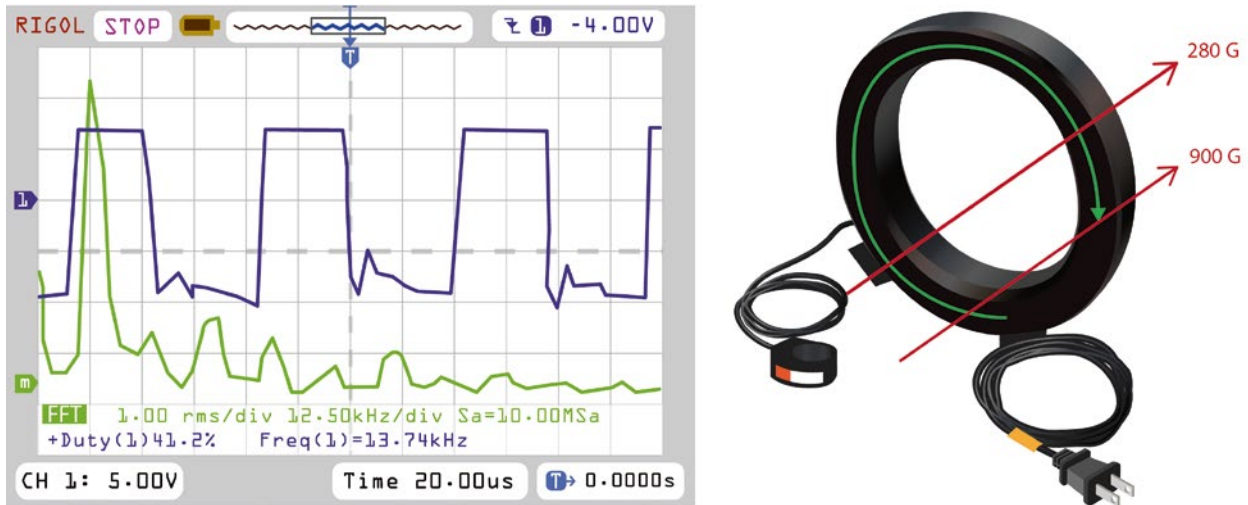 RIGOL STOP T 1 -4.00V
T
1
m
FFT 1.00 rms/div 12.50kHz/div Sa=10.00MSa
+Duty(1)41.2% Freq(1)=13.74kHz
CH 1: 5.00V Time 20.00us T 0.0000s
280 G
900 G